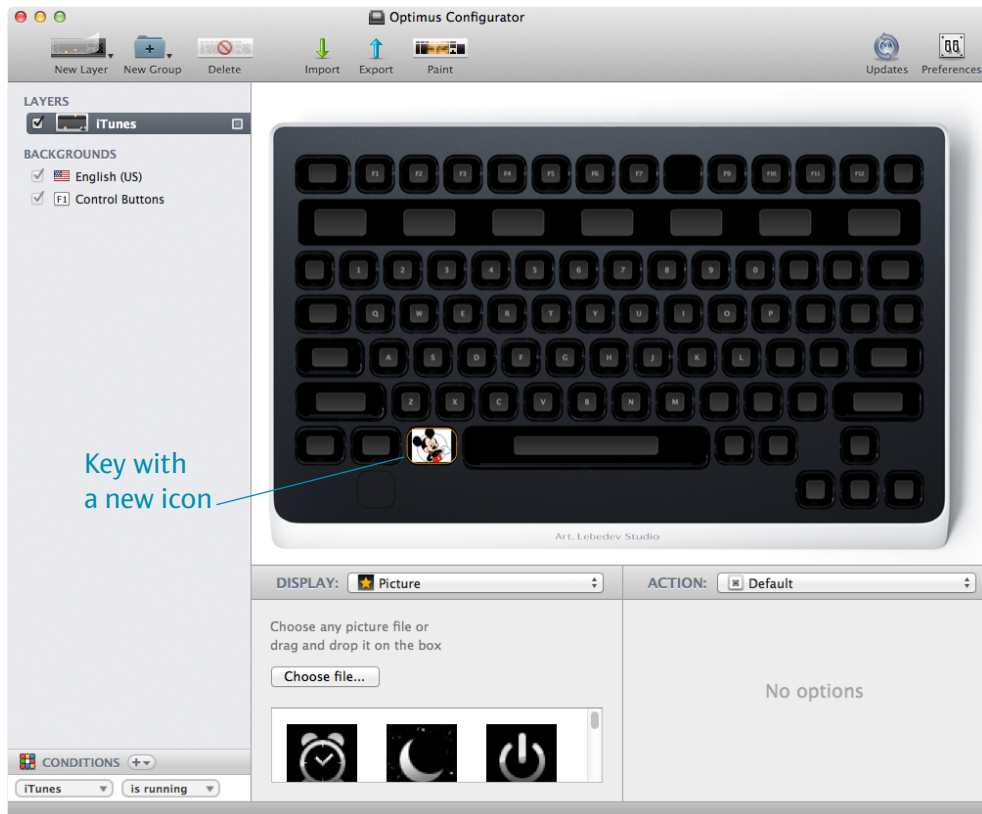 Optimus Configurator
New Layer New Group Delete Import Export Paint Updates Preferences
LAYERS
iTunes
BACKGROUNDS
English (US)
F1 Control Buttons
F1 F2 F3 F4 F5 F6 F7 F9 F10 F11 F12
1 2 3 4 5 6 7 8 9 0
Q W E R T Y U I O P
A S D F G H J K L
Z X C V B N M
Key with
a new icon
Art. Lebedev Studio
DISPLAY: Picture ACTION: Default
Choose any picture file or
drag and drop it on the box
Choose file...
No options
CONDITIONS
iTunes is running